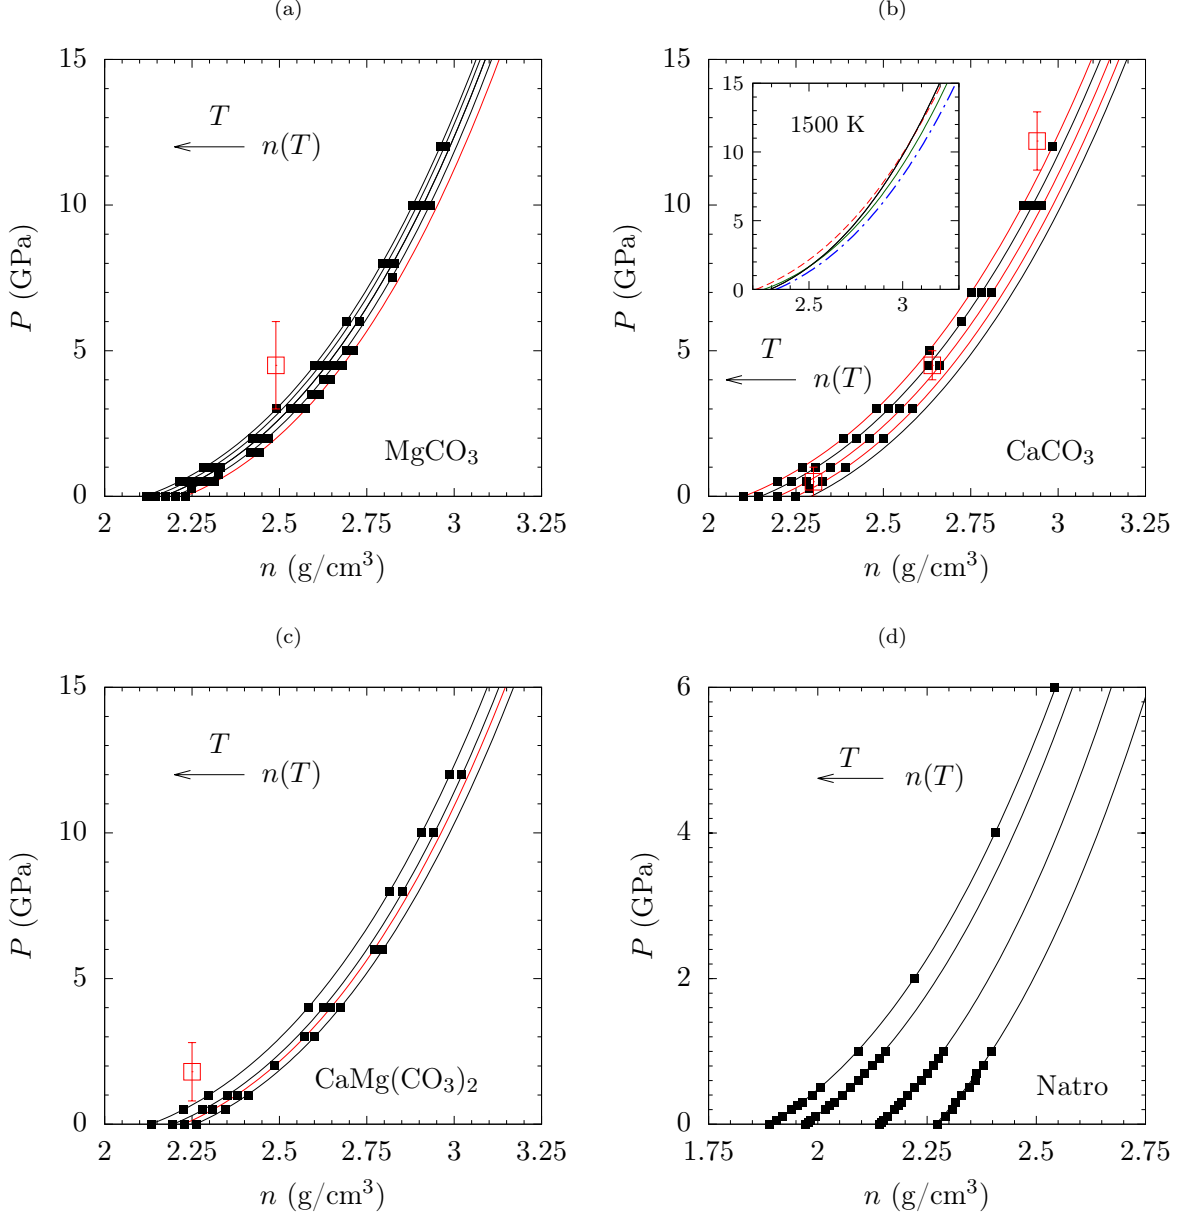 (a)
15
10
5
0
2
2.25
2.5
2.75
3
3.25
P (GPa)
n (g/cm³)
T
n(T)
MgCO₃
(b)
15
10
5
0
2
2.25
2.5
2.75
3
3.25
P (GPa)
n (g/cm³)
15
10
5
0
2.5
3
1500 K
T
n(T)
CaCO₃
(c)
15
10
5
0
2
2.25
2.5
2.75
3
3.25
P (GPa)
n (g/cm³)
T
n(T)
CaMg(CO₃)₂
(d)
6
4
2
0
1.75
2
2.25
2.5
2.75
P (GPa)
n (g/cm³)
T
n(T)
Natro